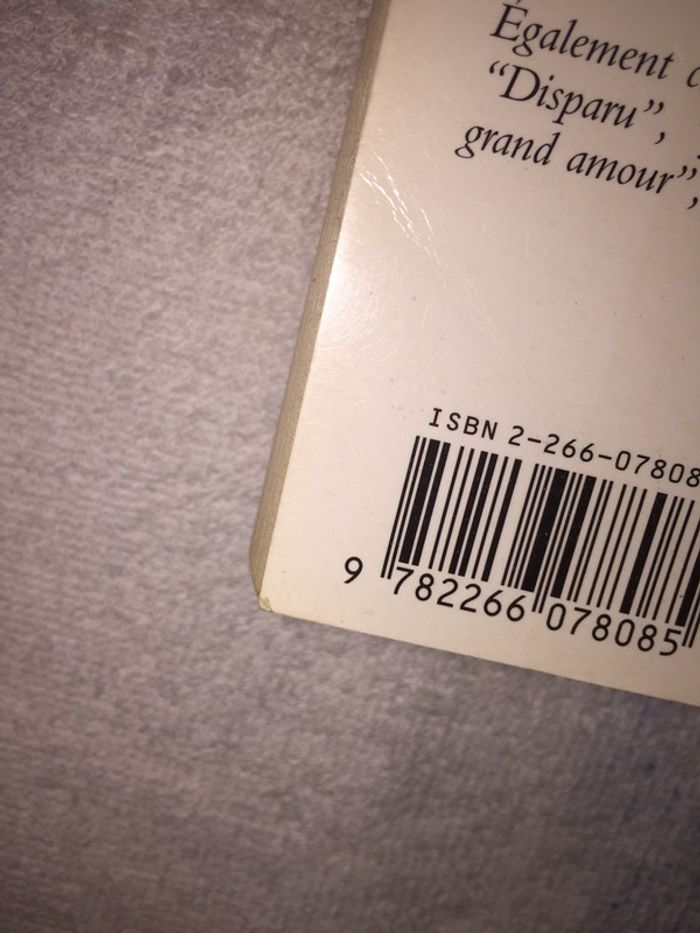 Également
“Disparu”,
grand amour”,
ISBN 2-266-07808
9 782266 078085